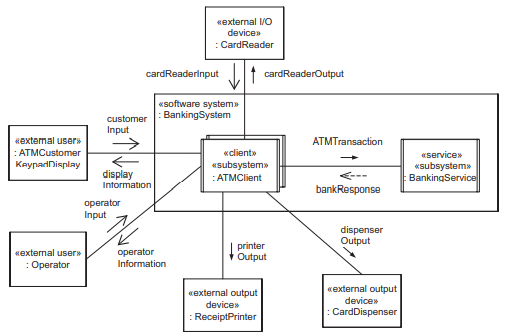 «external I/O
device»
: CardReader
cardReaderInput
cardReaderOutput
«software system»
: BankingSystem
customer
Input
«external user»
: ATMCustomer
KeypadDisplay
display
Information
«client»
«subsystem»
: ATMClient
ATMTransaction
bankResponse
«service»
«subsystem»
: BankingService
operator
Input
operator
Information
«external user»
: Operator
printer
Output
dispenser
Output
«external output
device»
: ReceiptPrinter
«external output
device»
: CardDispenser